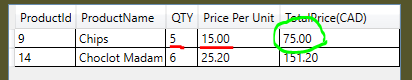 ProductId ProductName QTY Price Per Unit TotalPrice(CAD)
9 Chips 5 15.00 75.00
14 Choclot Madam 6 25.20 151.20